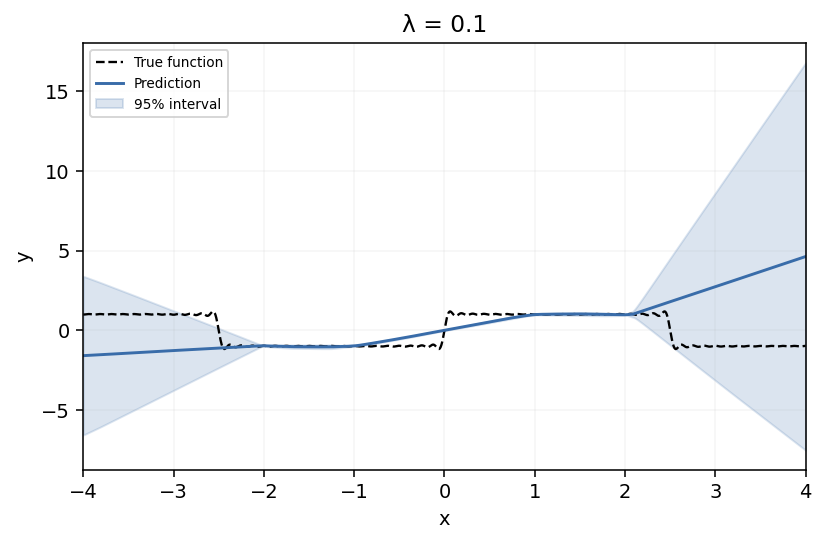 λ = 0.1
True function
Prediction
95% interval
y
15
10
5
0
−5
−4 −3 −2 −1 0 1 2 3 4
x